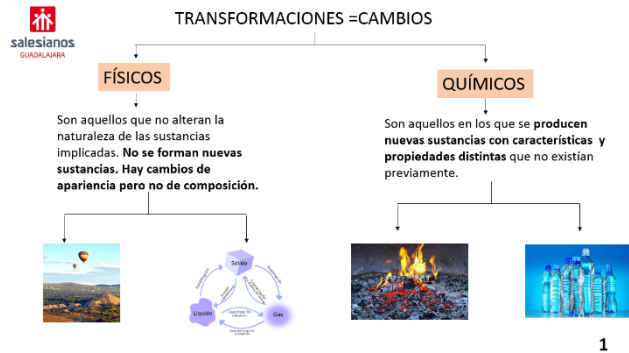 salesianos
GUADALAJARA
TRANSFORMACIONES =CAMBIOS
FÍSICOS
Son aquellos que no alteran la
naturaleza de las sustancias
implicadas. No se forman nuevas
sustancias. Hay cambios de
apariencia pero no de composición.
Sólido
Líquido
Gas
QUÍMICOS
Son aquellos en los que se producen
nuevas sustancias con características y
propiedades distintas que no existían
previamente.
1